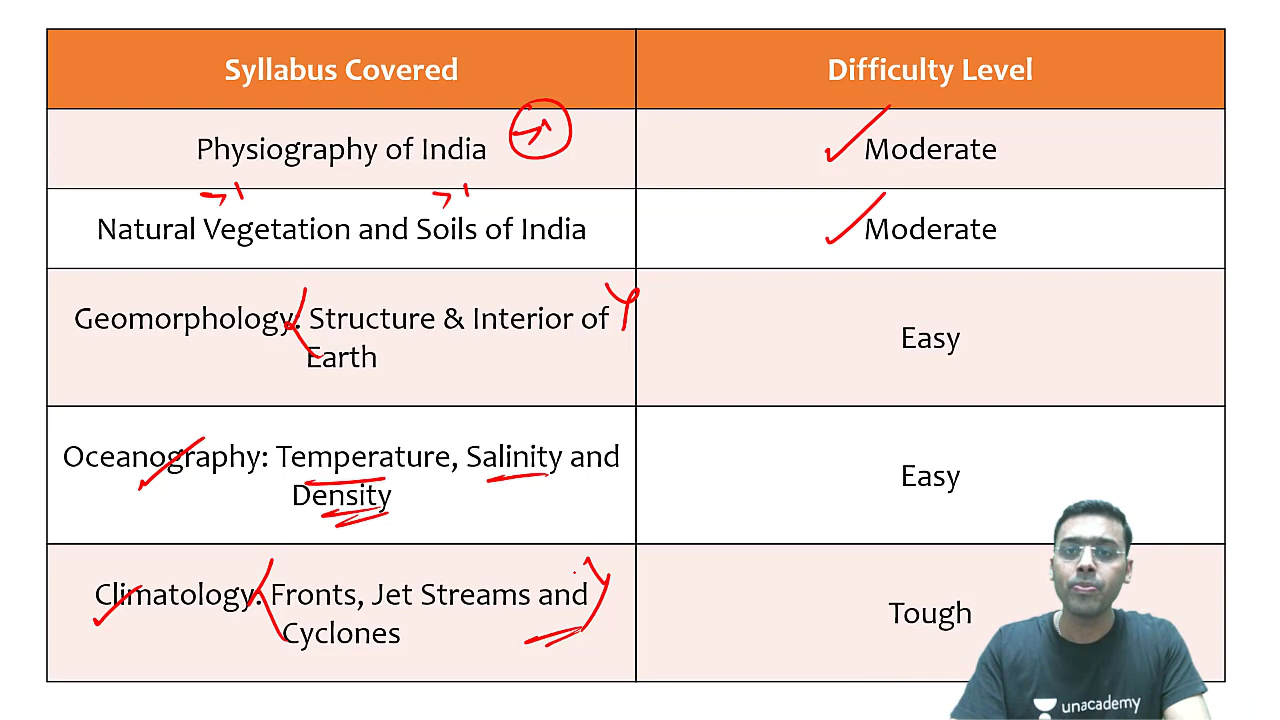 Syllabus Covered
Difficulty Level
Physiography of India
Moderate
Natural Vegetation and Soils of India
Moderate
Geomorphology: Structure & Interior of
Earth
Easy
Oceanography: Temperature, Salinity and
Density
Easy
Climatology: Fronts, Jet Streams and
Cyclones
Tough
unacademy